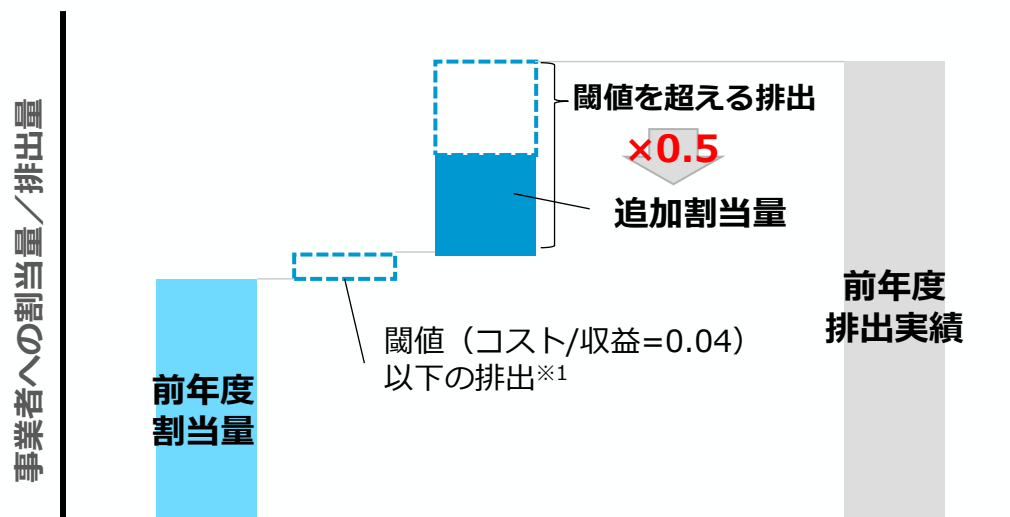 事業者への割当量／排出量
閾値を超える排出
×0.5
追加割当量
前年度
排出実績
閾値（コスト/収益=0.04）
以下の排出※1
前年度
割当量